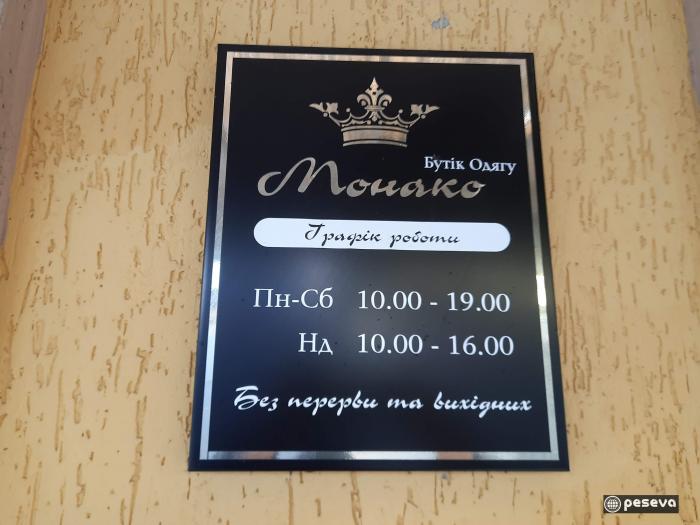 Бутік Одягу
Монако
Графік роботи
Пн-Сб 10.00 - 19.00
Нд 10.00 - 16.00
Без перерви та вихідних
peseva